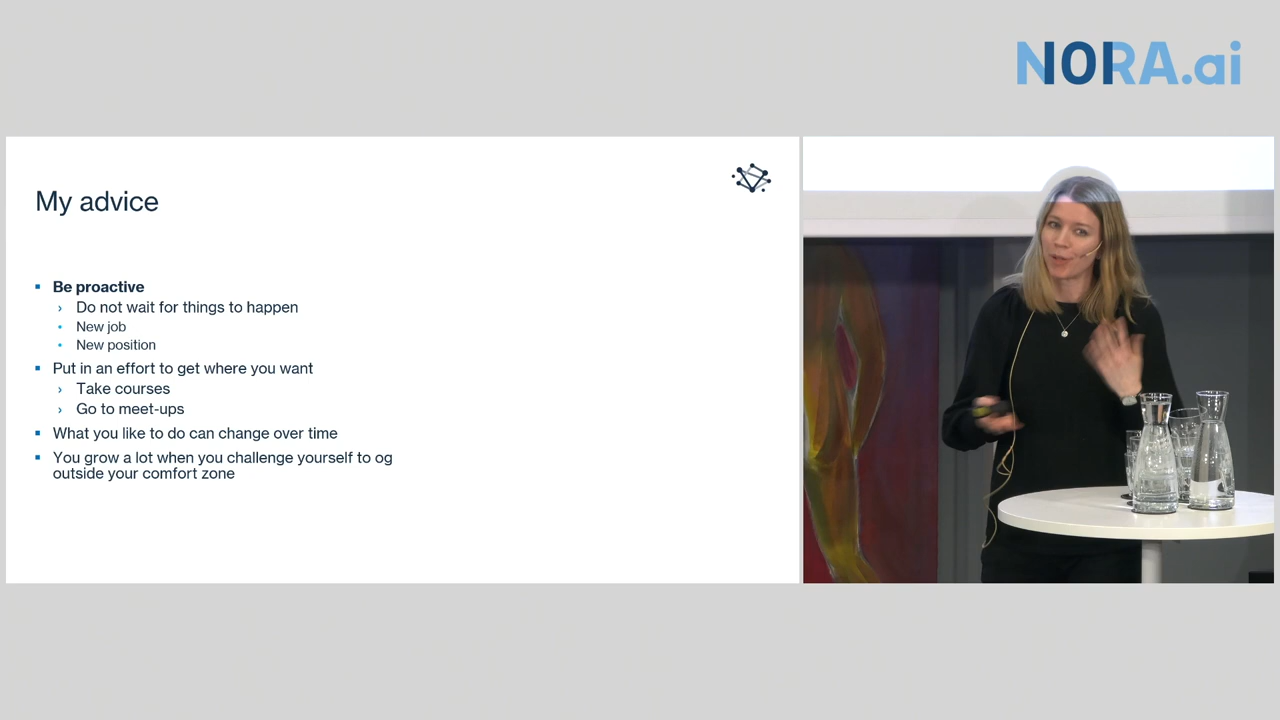 NORA.ai
My advice
Be proactive
Do not wait for things to happen
New job
New position
Put in an effort to get where you want
Take courses
Go to meet-ups
What you like to do can change over time
You grow a lot when you challenge yourself to og
outside your comfort zone